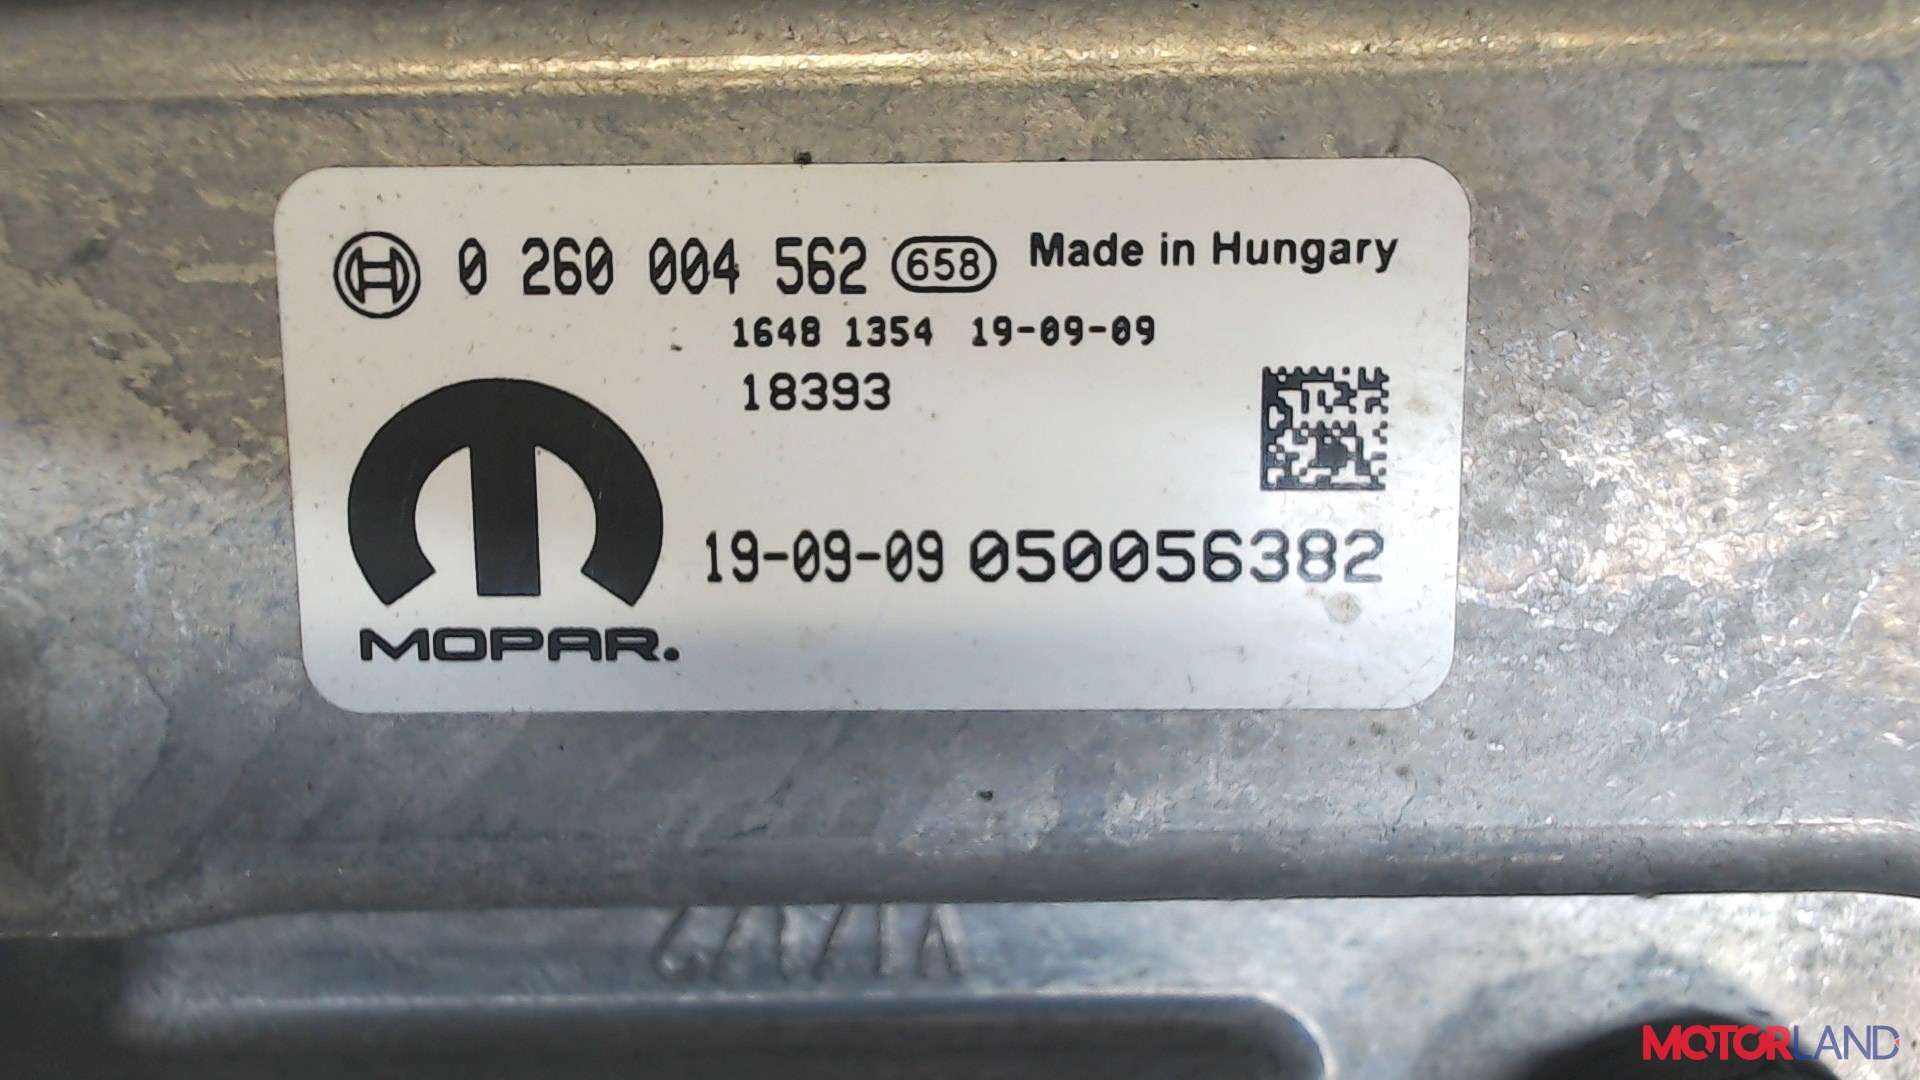 0 260 004 562 658 Made in Hungary
1648 1354 19-09-09
18393
19-09-09 050056382
MOPAR.
MOTORLAND